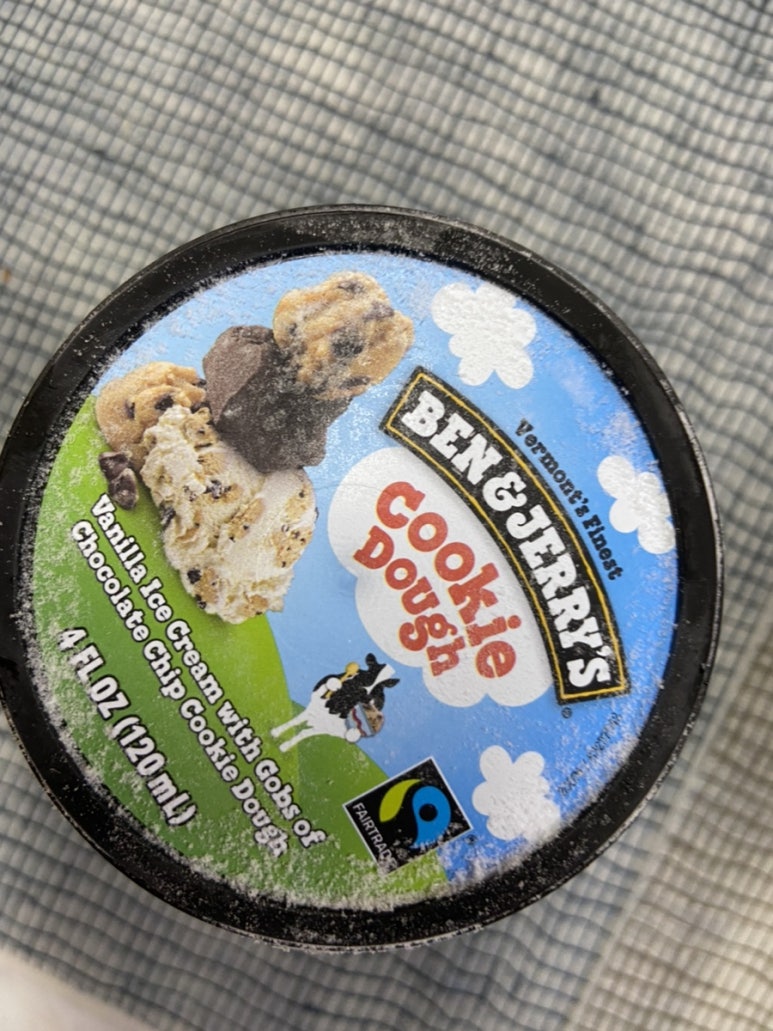 Vermont's Finest
BEN & JERRY'S
®
Cookie
Dough
Vanilla Ice Cream with Gobs of
Chocolate Chip Cookie Dough
4 FL OZ (120 mL)
FAIRTRADE